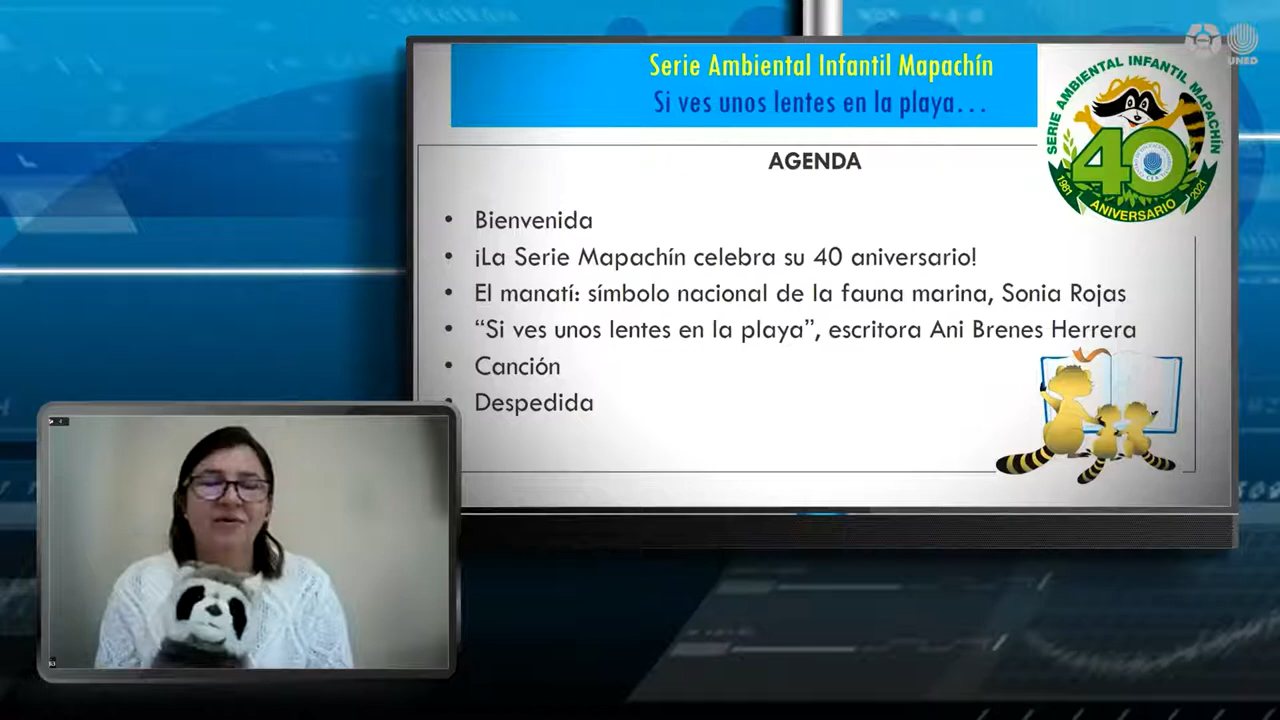 Serie Ambiental Infantil Mapachín
Si ves unos lentes en la playa...
UNED
SERIE AMBIENTAL INFANTIL MAPACHÍN
40
1981
ANIVERSARIO
2021
AGENDA
• Bienvenida
• ¡La Serie Mapachín celebra su 40 aniversario!
• El manatí: símbolo nacional de la fauna marina, Sonia Rojas
• “Si ves unos lentes en la playa”, escritora Ani Brenes Herrera
• Canción
• Despedida